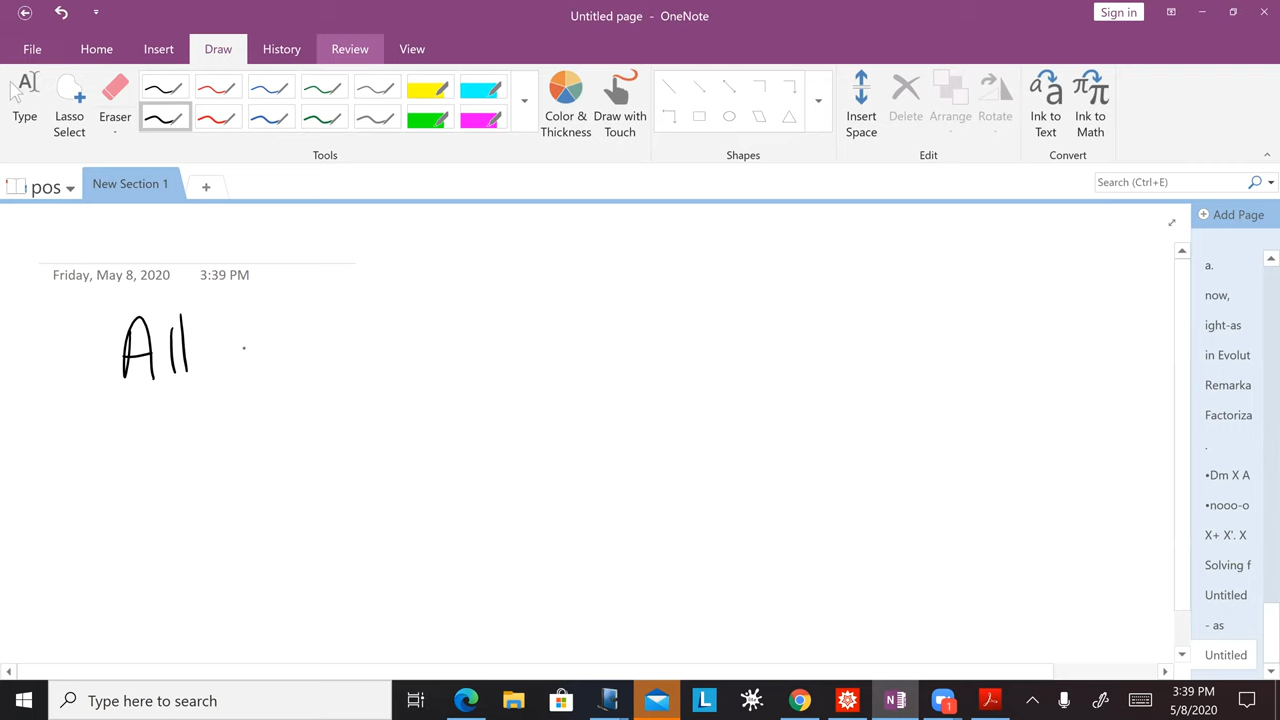 Untitled page - OneNote
Sign in
File Home Insert Draw History Review View
Type
Lasso Select
Eraser
Color & Thickness
Draw with Touch
Insert Space
Delete
Arrange
Rotate
Ink to Text
Ink to Math
Tools
Shapes
Edit
Convert
pos
New Section 1
Search (Ctrl+E)
Add Page
Friday, May 8, 2020 3:39 PM
All
a.
now,
ight-as
in Evolut
Remarka
Factoriza
.
•Dm X A
•nooo-o
X+ X'. X
Solving f
Untitled
- as
Untitled
Type here to search
L
N
1
3:39 PM
5/8/2020